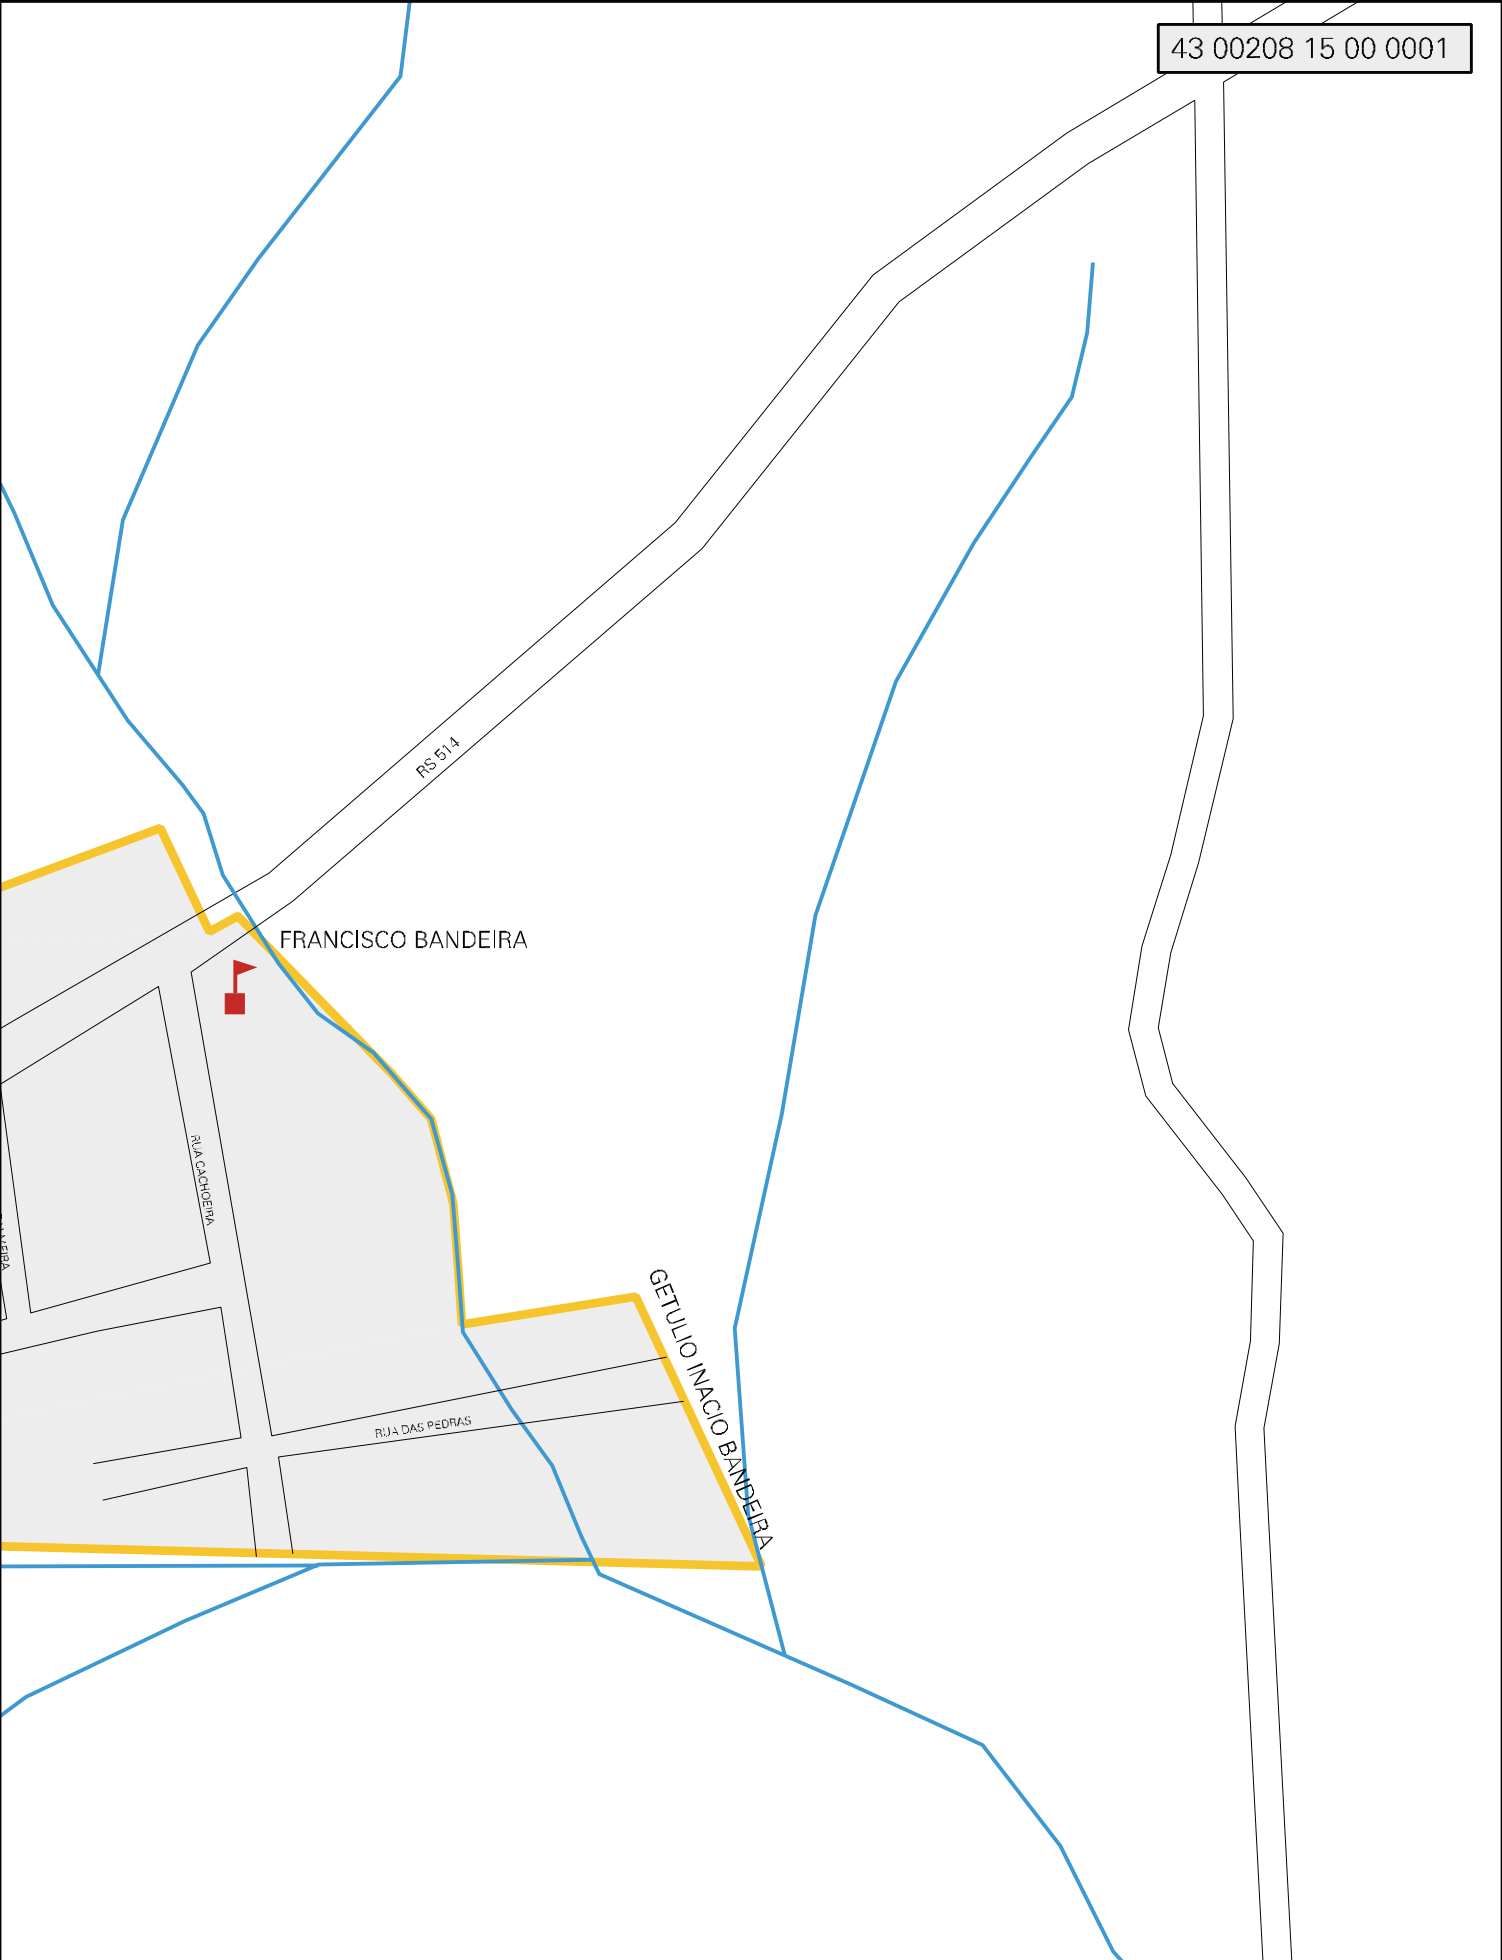 43 00208 15 00 0001
RS 514
FRANCISCO BANDEIRA
RUA CACHOEIRA
GETULIO INACIO BANDEIRA
RUA DAS PEDRAS